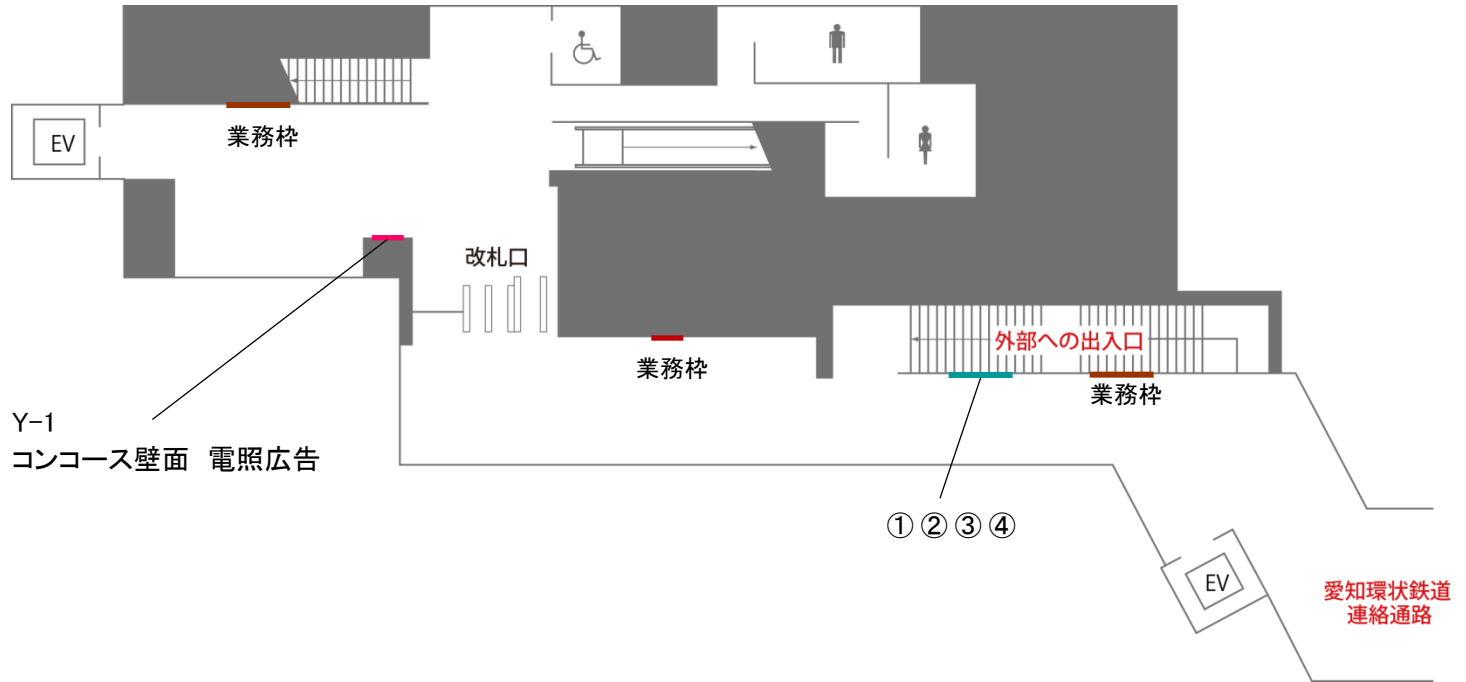 EV
業務枠
改札口
業務枠
外部への出入口
業務枠
Y-1
コンコース壁面 電照広告
①②③④
EV
愛知環状鉄道
連絡通路